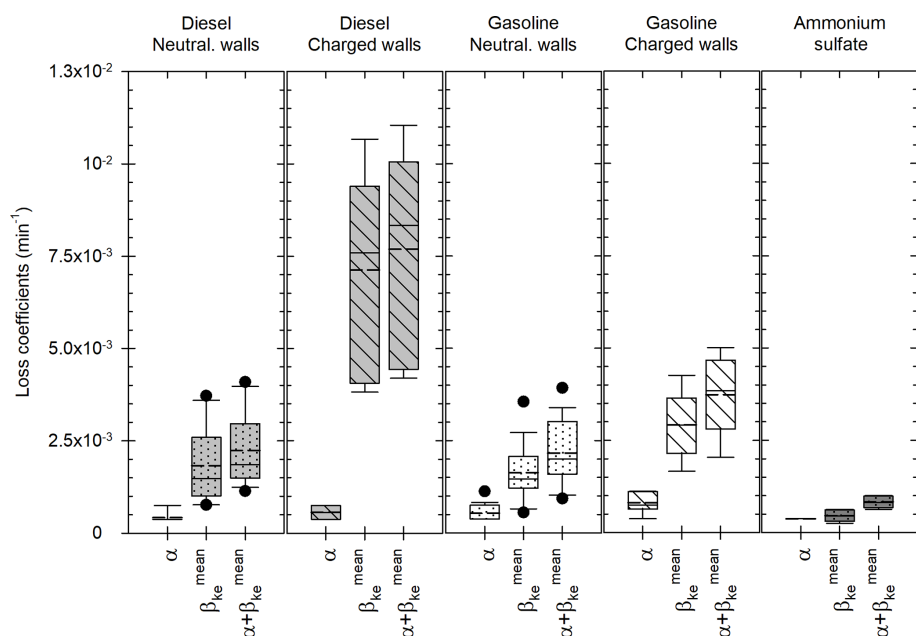 Diesel
Neutral. walls
Diesel
Charged walls
Gasoline
Neutral. walls
Gasoline
Charged walls
Ammonium
sulfate
Loss coefficients (min⁻¹)
1.3x10⁻²
10⁻²
7.5x10⁻³
5.0x10⁻³
2.5x10⁻³
0
α
βₖₑ ᵐᵉᵃⁿ
α+βₖₑ ᵐᵉᵃⁿ
α
βₖₑ ᵐᵉᵃⁿ
α+βₖₑ ᵐᵉᵃⁿ
α
βₖₑ ᵐᵉᵃⁿ
α+βₖₑ ᵐᵉᵃⁿ
α
βₖₑ ᵐᵉᵃⁿ
α+βₖₑ ᵐᵉᵃⁿ
α
βₖₑ ᵐᵉᵃⁿ
α+βₖₑ ᵐᵉᵃⁿ